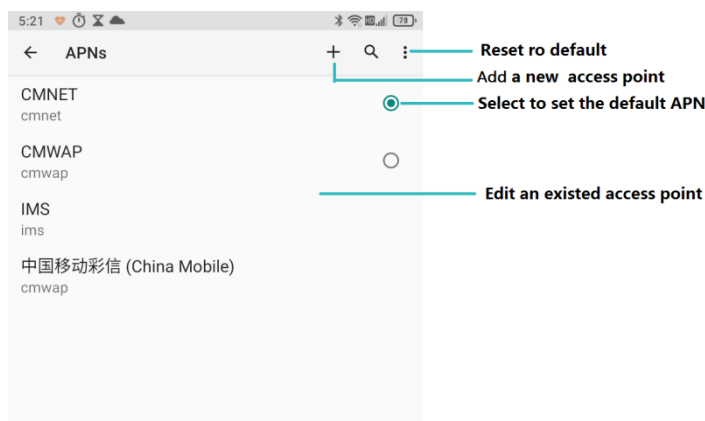 5:21 HD 78
APNs
Reset ro default
Add a new access point
CMNET
cmnet
Select to set the default APN
CMWAP
cmwap
Edit an existed access point
IMS
ims
中国移动彩信 (China Mobile)
cmwap